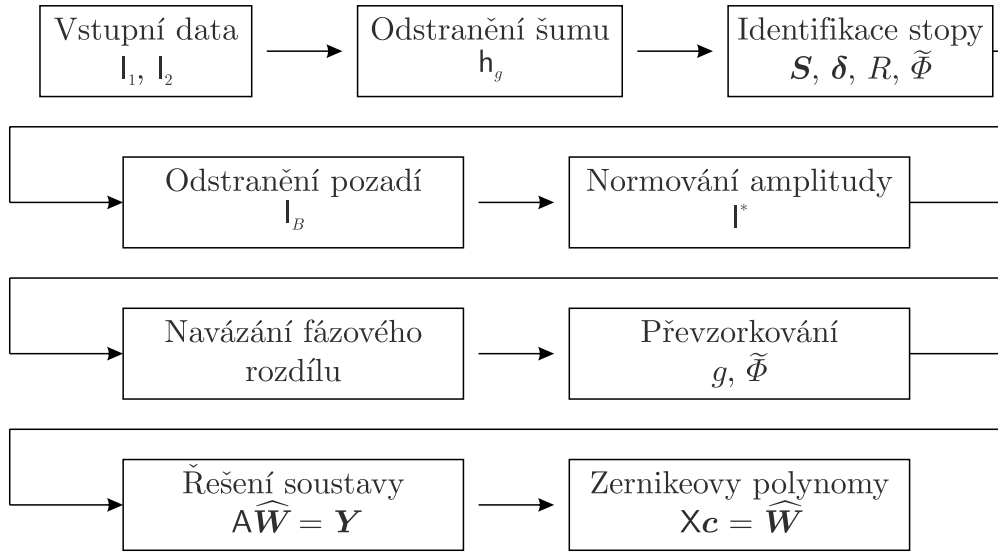 Vstupní data
I₁, I₂
Odstranění šumu
h_g
Identifikace stopy
S, δ, R, Φ̃
Odstranění pozadí
I_B
Normování amplitudy
I*
Navázání fázového
rozdílu
Převzorkování
g, Φ̃
Řešení soustavy
AŴ = Y
Zernikeovy polynomy
Xc = Ŵ